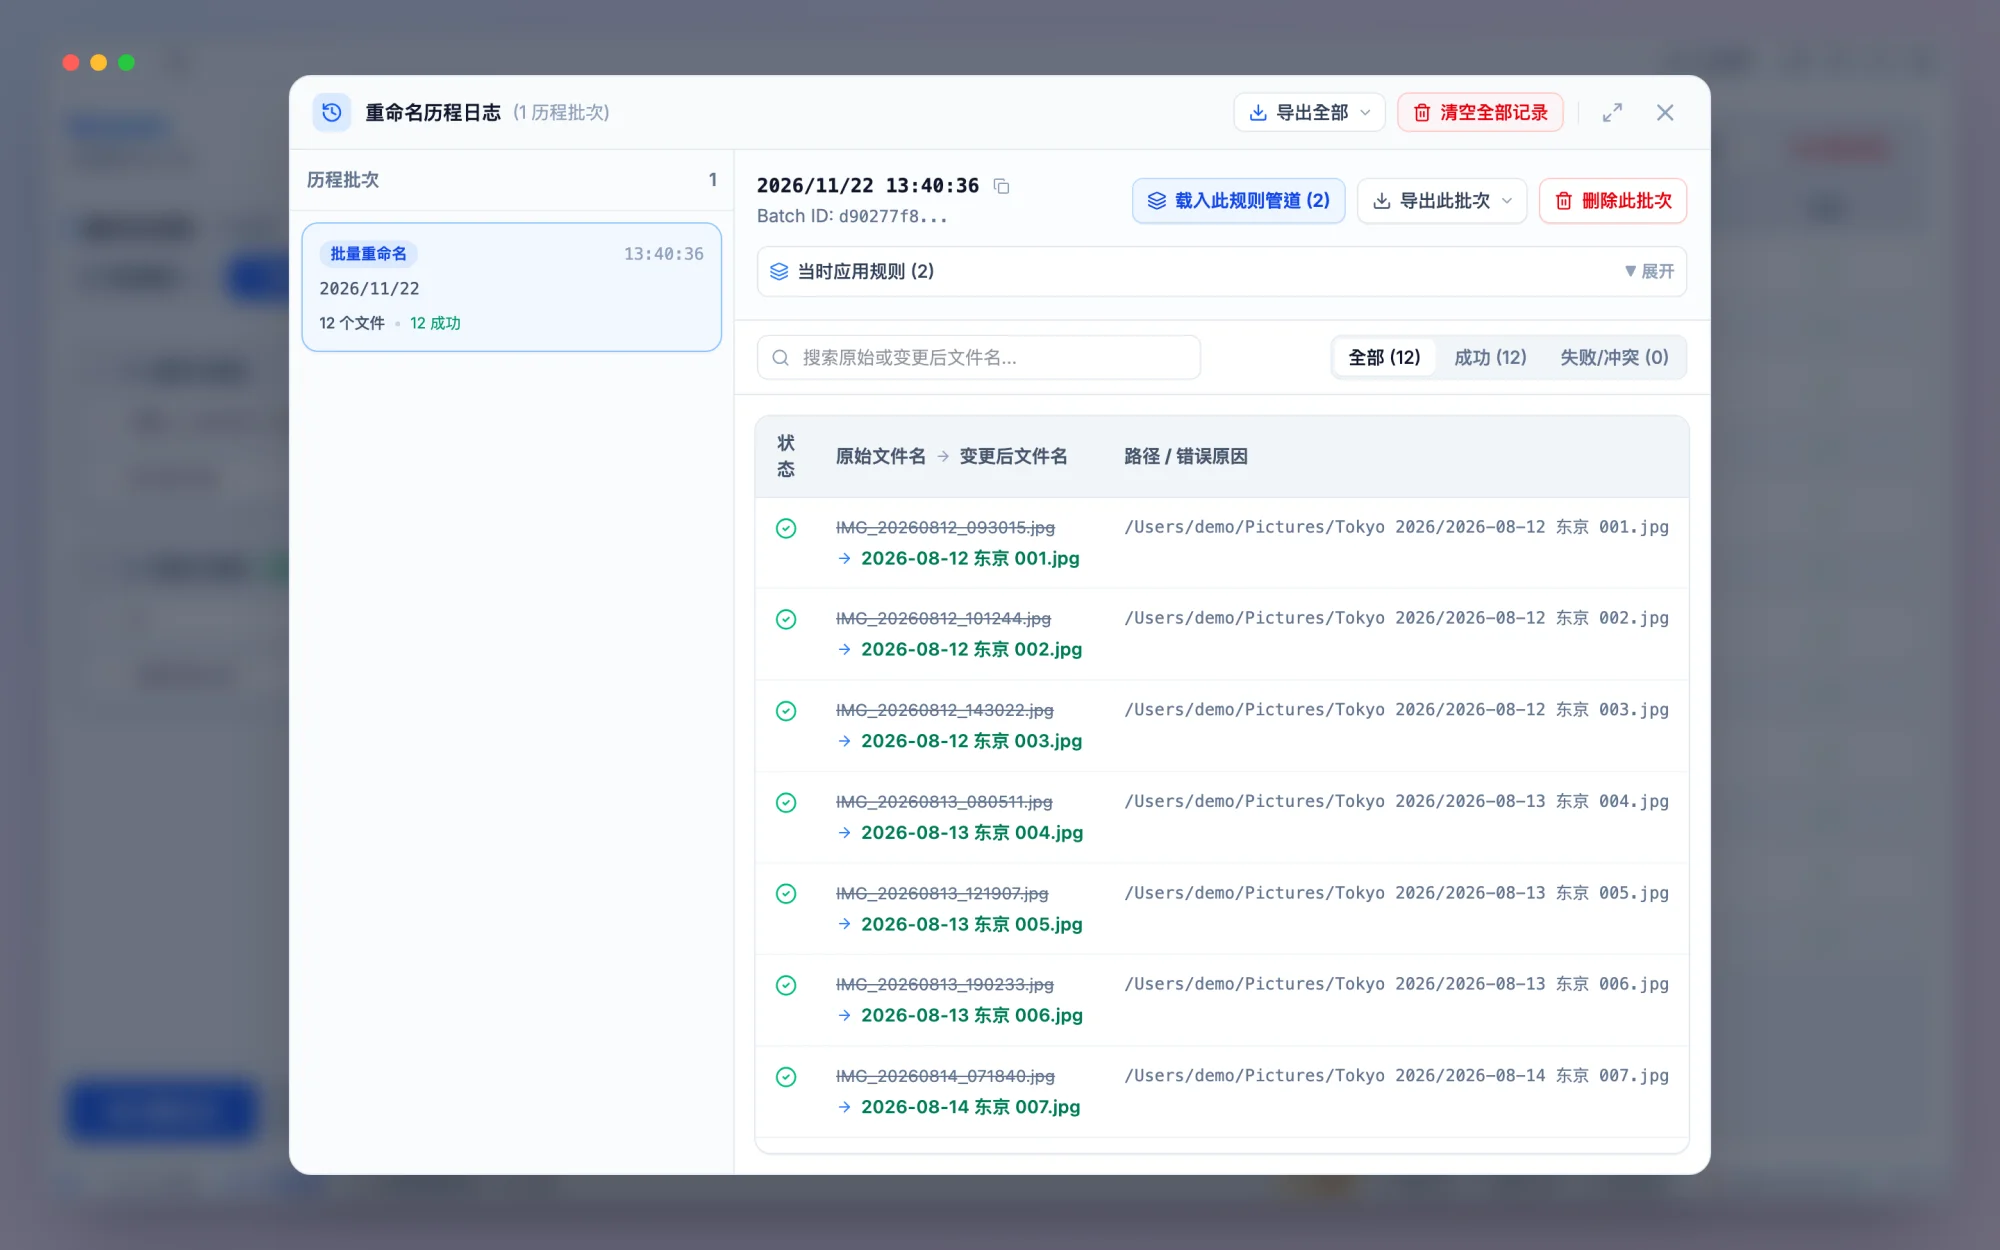 重命名历程日志 (1 历程批次)
导出全部
清空全部记录
历程批次 1
批量重命名 13:40:36
2026/11/22
12 个文件 • 12 成功
2026/11/22 13:40:36
Batch ID: d90277f8...
载入此规则管道 (2)
导出此批次
删除此批次
当时应用规则 (2)
▼ 展开
搜索原始或变更后文件名...
全部 (12) 成功 (12) 失败/冲突 (0)
状态 原始文件名 → 变更后文件名 路径 / 错误原因
IMG_20260812_093015.jpg /Users/demo/Pictures/Tokyo 2026/2026-08-12 东京 001.jpg
→ 2026-08-12 东京 001.jpg
IMG_20260812_101244.jpg /Users/demo/Pictures/Tokyo 2026/2026-08-12 东京 002.jpg
→ 2026-08-12 东京 002.jpg
IMG_20260812_143022.jpg /Users/demo/Pictures/Tokyo 2026/2026-08-12 东京 003.jpg
→ 2026-08-12 东京 003.jpg
IMG_20260813_080511.jpg /Users/demo/Pictures/Tokyo 2026/2026-08-13 东京 004.jpg
→ 2026-08-13 东京 004.jpg
IMG_20260813_121907.jpg /Users/demo/Pictures/Tokyo 2026/2026-08-13 东京 005.jpg
→ 2026-08-13 东京 005.jpg
IMG_20260813_190233.jpg /Users/demo/Pictures/Tokyo 2026/2026-08-13 东京 006.jpg
→ 2026-08-13 东京 006.jpg
IMG_20260814_071840.jpg /Users/demo/Pictures/Tokyo 2026/2026-08-14 东京 007.jpg
→ 2026-08-14 东京 007.jpg